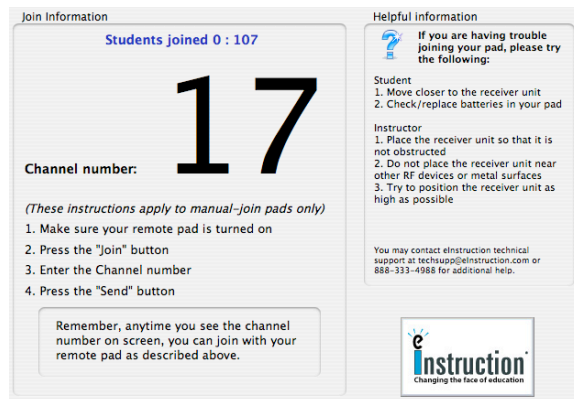 Join Information
Students joined 0 : 107
Channel number:
17
(These instructions apply to manual-join pads only)
1. Make sure your remote pad is turned on
2. Press the "Join" button
3. Enter the Channel number
4. Press the "Send" button
Remember, anytime you see the channel
number on screen, you can join with your
remote pad as described above.
Helpful information
If you are having trouble
joining your pad, please try
the following:
Student
1. Move closer to the receiver unit
2. Check/replace batteries in your pad
Instructor
1. Place the receiver unit so that it is
not obstructed
2. Do not place the receiver unit near
other RF devices or metal surfaces
3. Try to position the receiver unit as
high as possible
You may contact eInstruction technical
support at techsupp@eInstruction.com or
888-333-4988 for additional help.
eInstruction
Changing the face of education